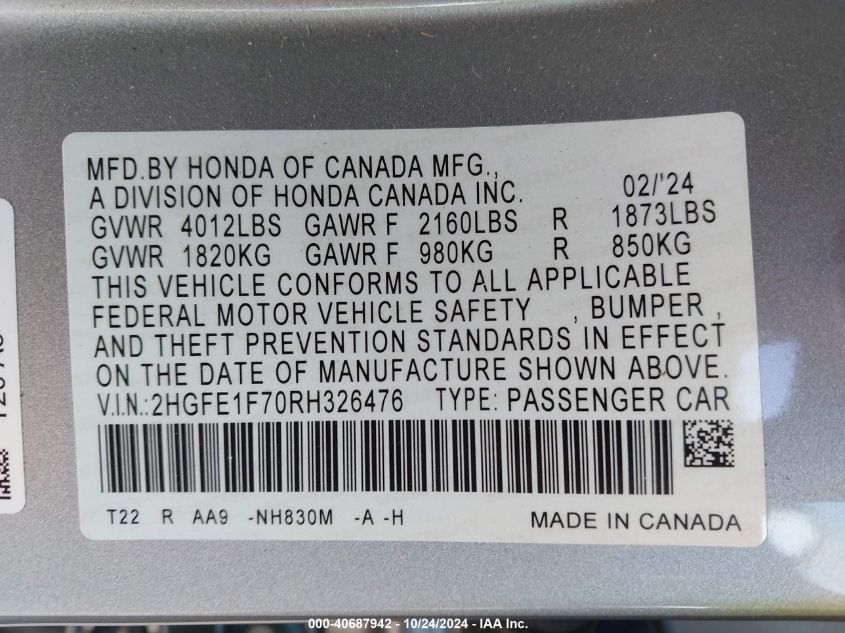 MFD.BY HONDA OF CANADA MFG.,
A DIVISION OF HONDA CANADA INC. 02/'24
GVWR 4012LBS GAWR F 2160LBS R 1873LBS
GVWR 1820KG GAWR F 980KG R 850KG
THIS VEHICLE CONFORMS TO ALL APPLICABLE
FEDERAL MOTOR VEHICLE SAFETY , BUMPER ,
AND THEFT PREVENTION STANDARDS IN EFFECT
ON THE DATE OF MANUFACTURE SHOWN ABOVE.
V.I.N.:2HGFE1F70RH326476 TYPE: PASSENGER CAR
T22 R AA9 -NH830M -A -H MADE IN CANADA
000-40687942 - 10/24/2024 - IAA Inc.